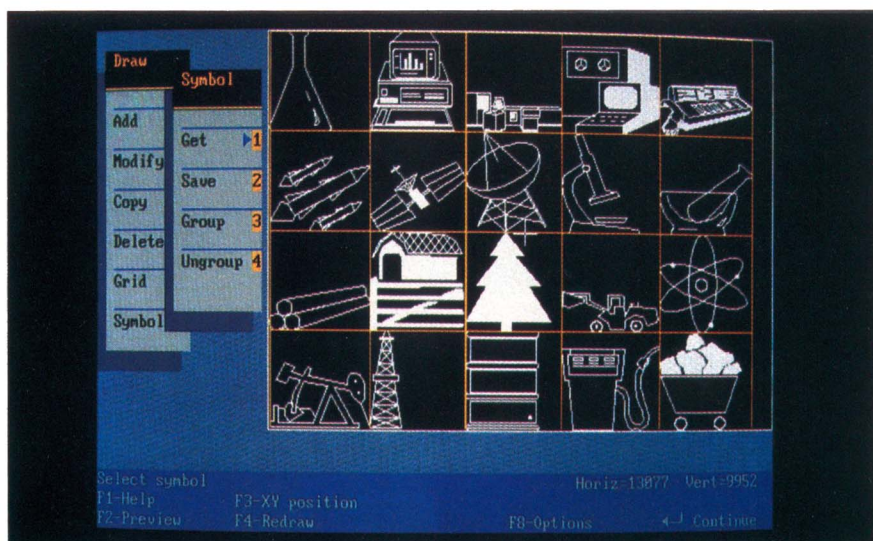 Draw
Add
Modify
Copy
Delete
Grid
Symbol
Symbol
Get 1
Save 2
Group 3
Ungroup 4
Select symbol
Horiz=13077 Vert=9952
F1-Help
F3-XY position
F2-Preview
F4-Redraw
F8-Options
Continue